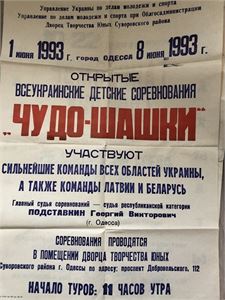 Управление Украины по делам молодежи и спорта
Управление по делам молодежи и спорта при Облгосадминистрации
Дворец Творчества Юных Суворовского района
1 июня 1993 г. город ОДЕССА 8 июня 1993 г.
ОТКРЫТЫЕ
ВСЕУКРАИНСКИЕ ДЕТСКИЕ СОРЕВНОВАНИЯ
"ЧУДО-ШАШКИ"
УЧАСТВУЮТ
СИЛЬНЕЙШИЕ КОМАНДЫ ВСЕХ ОБЛАСТЕЙ УКРАИНЫ,
А ТАКЖЕ КОМАНДЫ ЛАТВИИ И БЕЛАРУСЬ
Главный судья соревнований — судья республиканской категории
ПОДСТАВНИН Георгий Викторович
(г. Одесса)
СОРЕВНОВАНИЯ ПРОВОДЯТСЯ
В ПОМЕЩЕНИИ ДВОРЦА ТВОРЧЕСТВА ЮНЫХ
Суворовского района г. Одессы по адресу: проспект Добровольского, 112
НАЧАЛО ТУРОВ: 11 ЧАСОВ УТРА